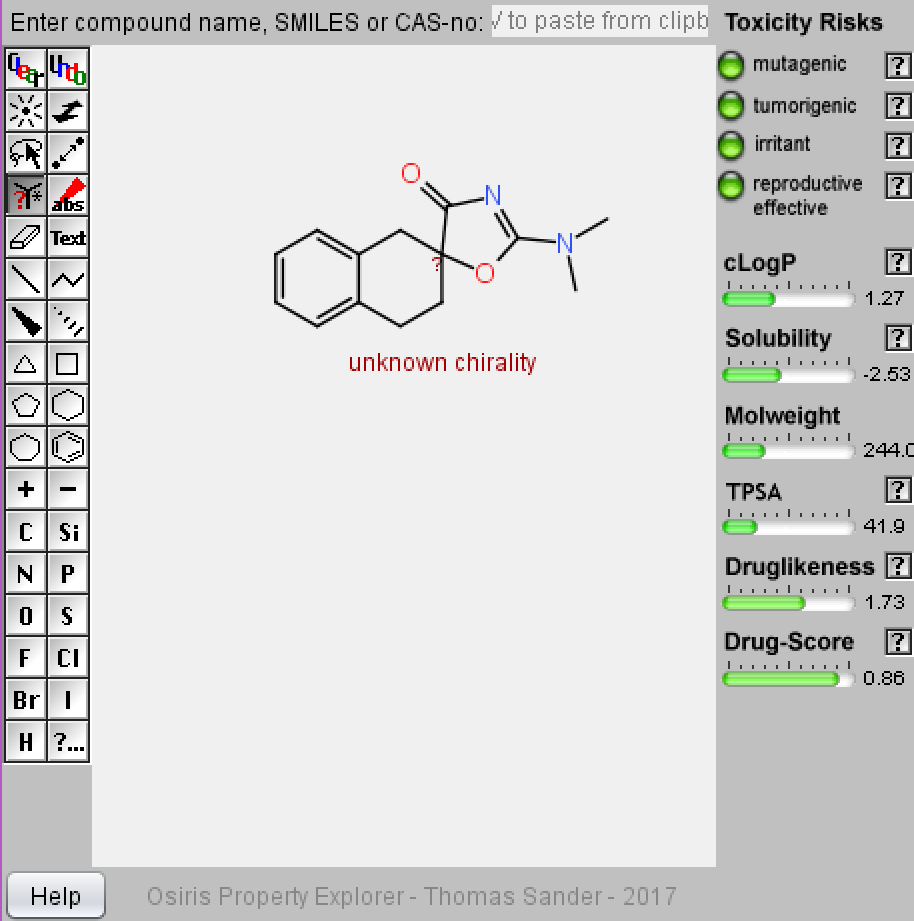 Enter compound name, SMILES or CAS-no: V to paste from clipb
Toxicity Risks
Clear Undo
mutagenic ?
tumorigenic ?
irritant ?
reproductive ?
effective
? *
abs
Text
C Si
N P
O S
F Cl
Br I
H ?...
+ −
O
N
N
O
?
unknown chirality
cLogP ?
1.27
Solubility ?
-2.53
Molweight
244.0
TPSA ?
41.9
Druglikeness ?
1.73
Drug-Score ?
0.86
Help
Osiris Property Explorer - Thomas Sander - 2017